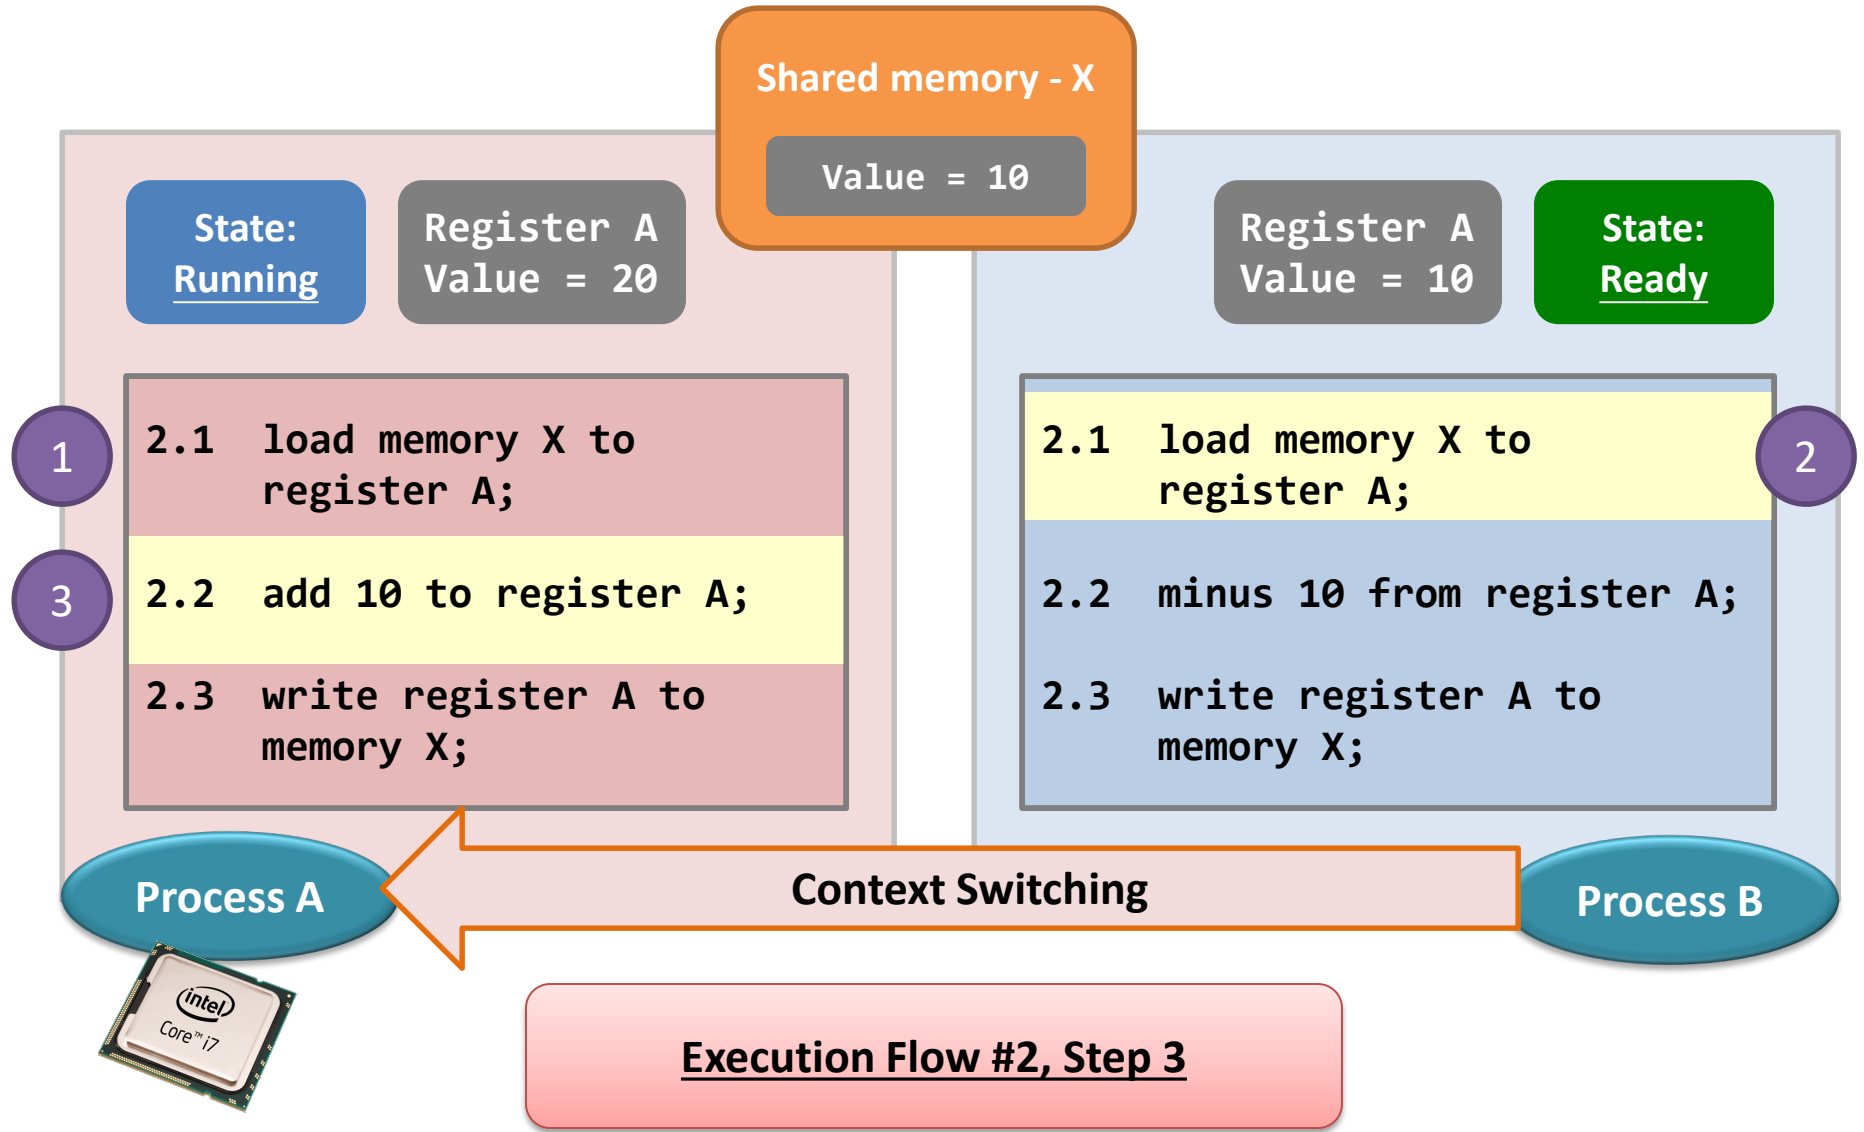 Shared memory - X
Value = 10
State:
Running
Register A
Value = 20
Register A
Value = 10
State:
Ready
1
2.1 load memory X to
register A;
3
2.2 add 10 to register A;
2.3 write register A to
memory X;
2.1 load memory X to
register A;
2
2.2 minus 10 from register A;
2.3 write register A to
memory X;
Process A
Context Switching
Process B
intel
Core™ i7
Execution Flow #2, Step 3